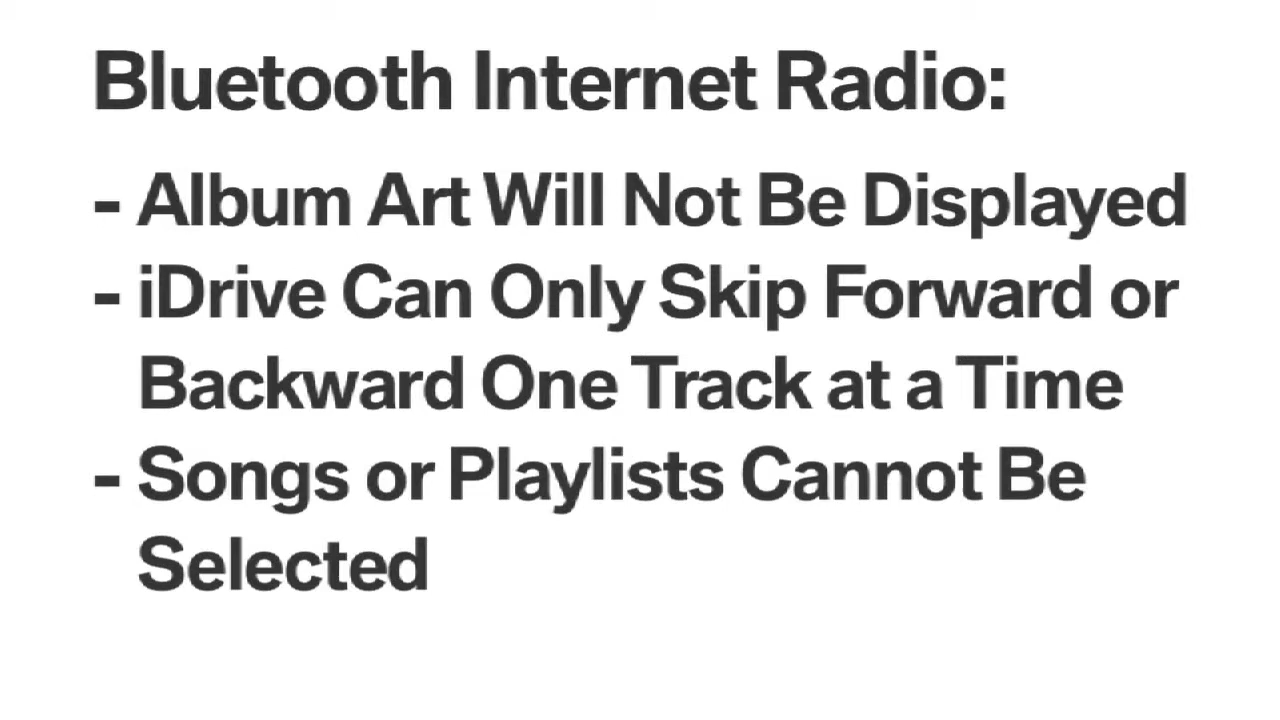 Bluetooth Internet Radio:
- Album Art Will Not Be Displayed
- iDrive Can Only Skip Forward or
Backward One Track at a Time
- Songs or Playlists Cannot Be
Selected